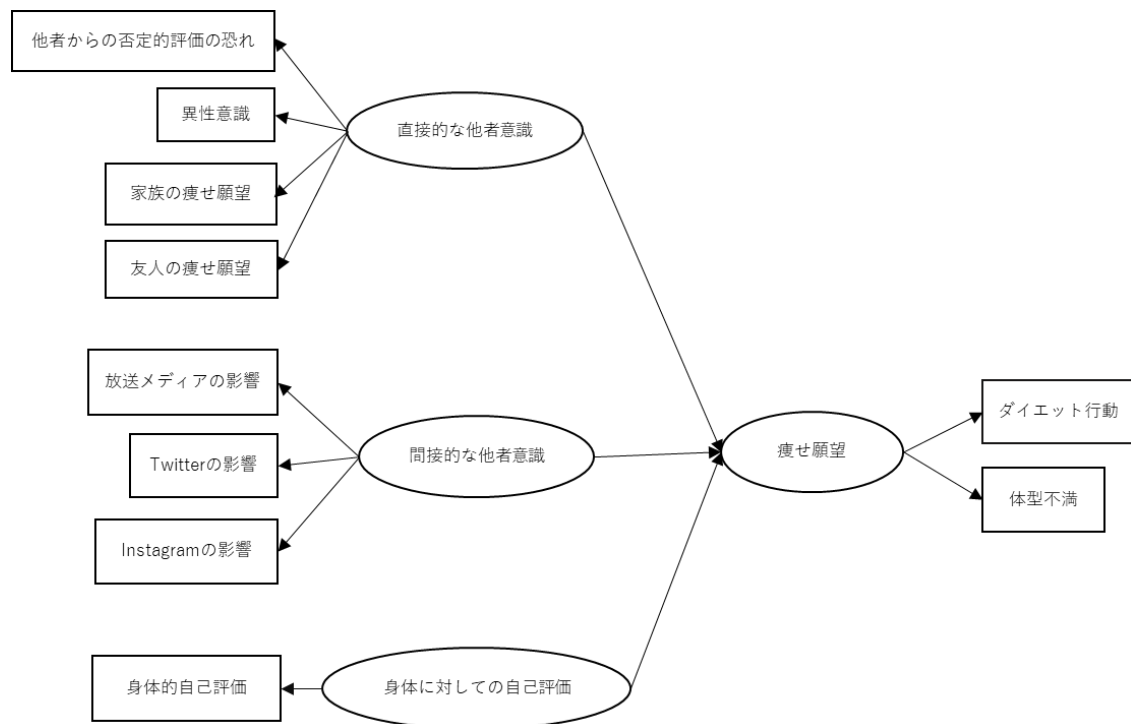 他者からの否定的評価の恐れ
異性意識
家族の痩せ願望
友人の痩せ願望
直接的な他者意識
放送メディアの影響
Twitterの影響
Instagramの影響
間接的な他者意識
身体的自己評価
身体に対しての自己評価
痩せ願望
ダイエット行動
体型不満